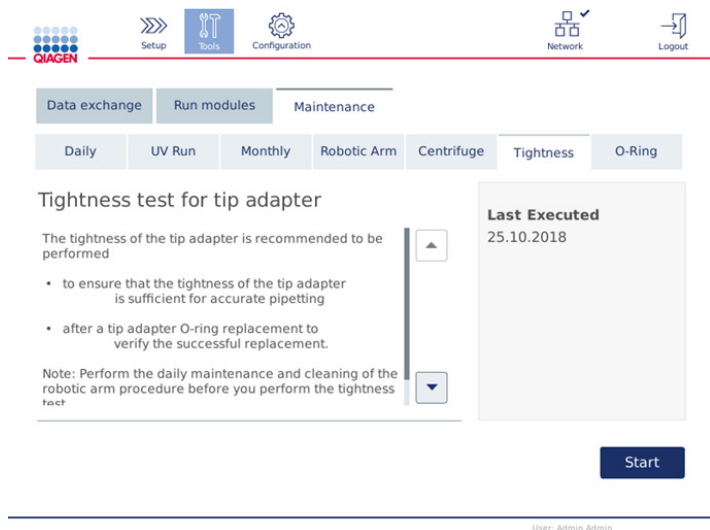 QIAGEN
Setup
Tools
Configuration
Network
Logout
Data exchange
Run modules
Maintenance
Daily
UV Run
Monthly
Robotic Arm
Centrifuge
Tightness
O-Ring
Tightness test for tip adapter
The tightness of the tip adapter is recommended to be
performed
• to ensure that the tightness of the tip adapter
is sufficient for accurate pipetting
• after a tip adapter O-ring replacement to
verify the successful replacement.
Note: Perform the daily maintenance and cleaning of the
robotic arm procedure before you perform the tightness
test
Last Executed
25.10.2018
Start
User: Admin Admin